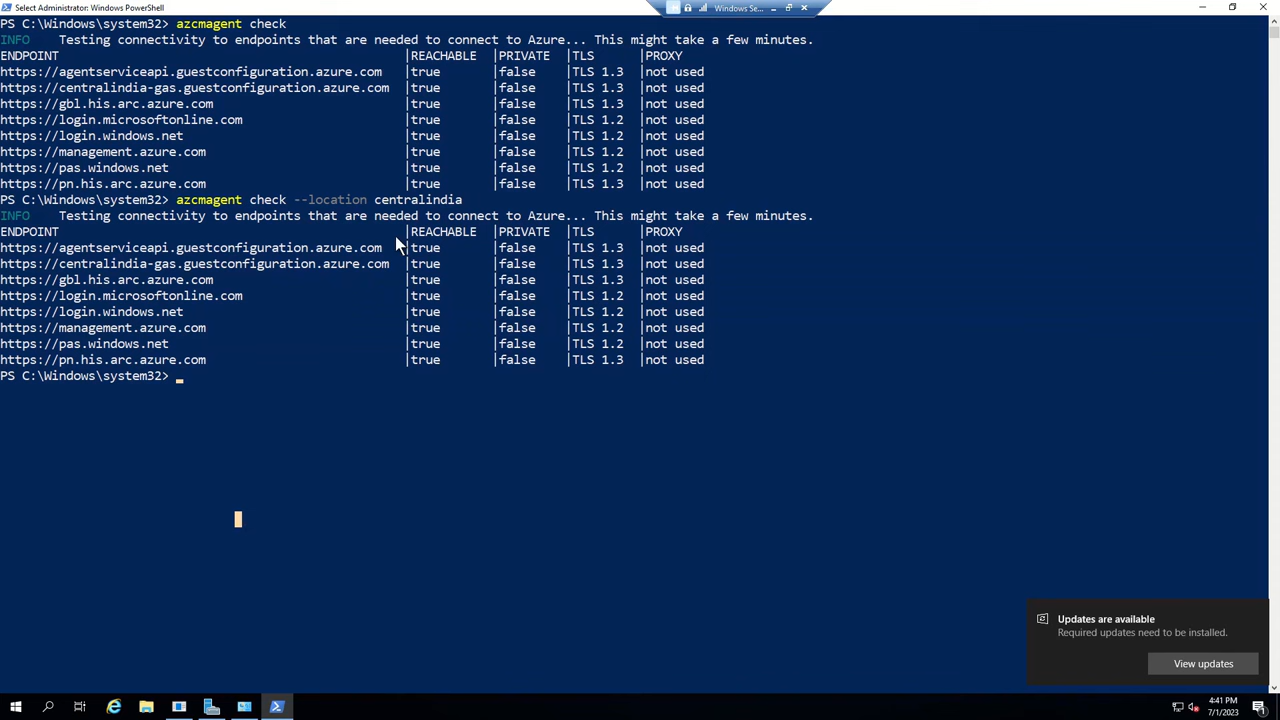 Select Administrator: Windows PowerShell
Windows Se...
PS C:\Windows\system32> azcmagent check
INFO    Testing connectivity to endpoints that are needed to connect to Azure... This might take a few minutes.
ENDPOINT |REACHABLE |PRIVATE |TLS |PROXY
https://agentserviceapi.guestconfiguration.azure.com |true |false |TLS 1.3 |not used
https://centralindia-gas.guestconfiguration.azure.com |true |false |TLS 1.3 |not used
https://gbl.his.arc.azure.com |true |false |TLS 1.3 |not used
https://login.microsoftonline.com |true |false |TLS 1.2 |not used
https://login.windows.net |true |false |TLS 1.2 |not used
https://management.azure.com |true |false |TLS 1.2 |not used
https://pas.windows.net |true |false |TLS 1.2 |not used
https://pn.his.arc.azure.com |true |false |TLS 1.3 |not used
PS C:\Windows\system32> azcmagent check --location centralindia
INFO    Testing connectivity to endpoints that are needed to connect to Azure... This might take a few minutes.
ENDPOINT |REACHABLE |PRIVATE |TLS |PROXY
https://agentserviceapi.guestconfiguration.azure.com |true |false |TLS 1.3 |not used
https://centralindia-gas.guestconfiguration.azure.com |true |false |TLS 1.3 |not used
https://gbl.his.arc.azure.com |true |false |TLS 1.3 |not used
https://login.microsoftonline.com |true |false |TLS 1.2 |not used
https://login.windows.net |true |false |TLS 1.2 |not used
https://management.azure.com |true |false |TLS 1.2 |not used
https://pas.windows.net |true |false |TLS 1.2 |not used
https://pn.his.arc.azure.com |true |false |TLS 1.3 |not used
PS C:\Windows\system32>
Updates are available
Required updates need to be installed.
View updates
4:41 PM
7/1/2023
1